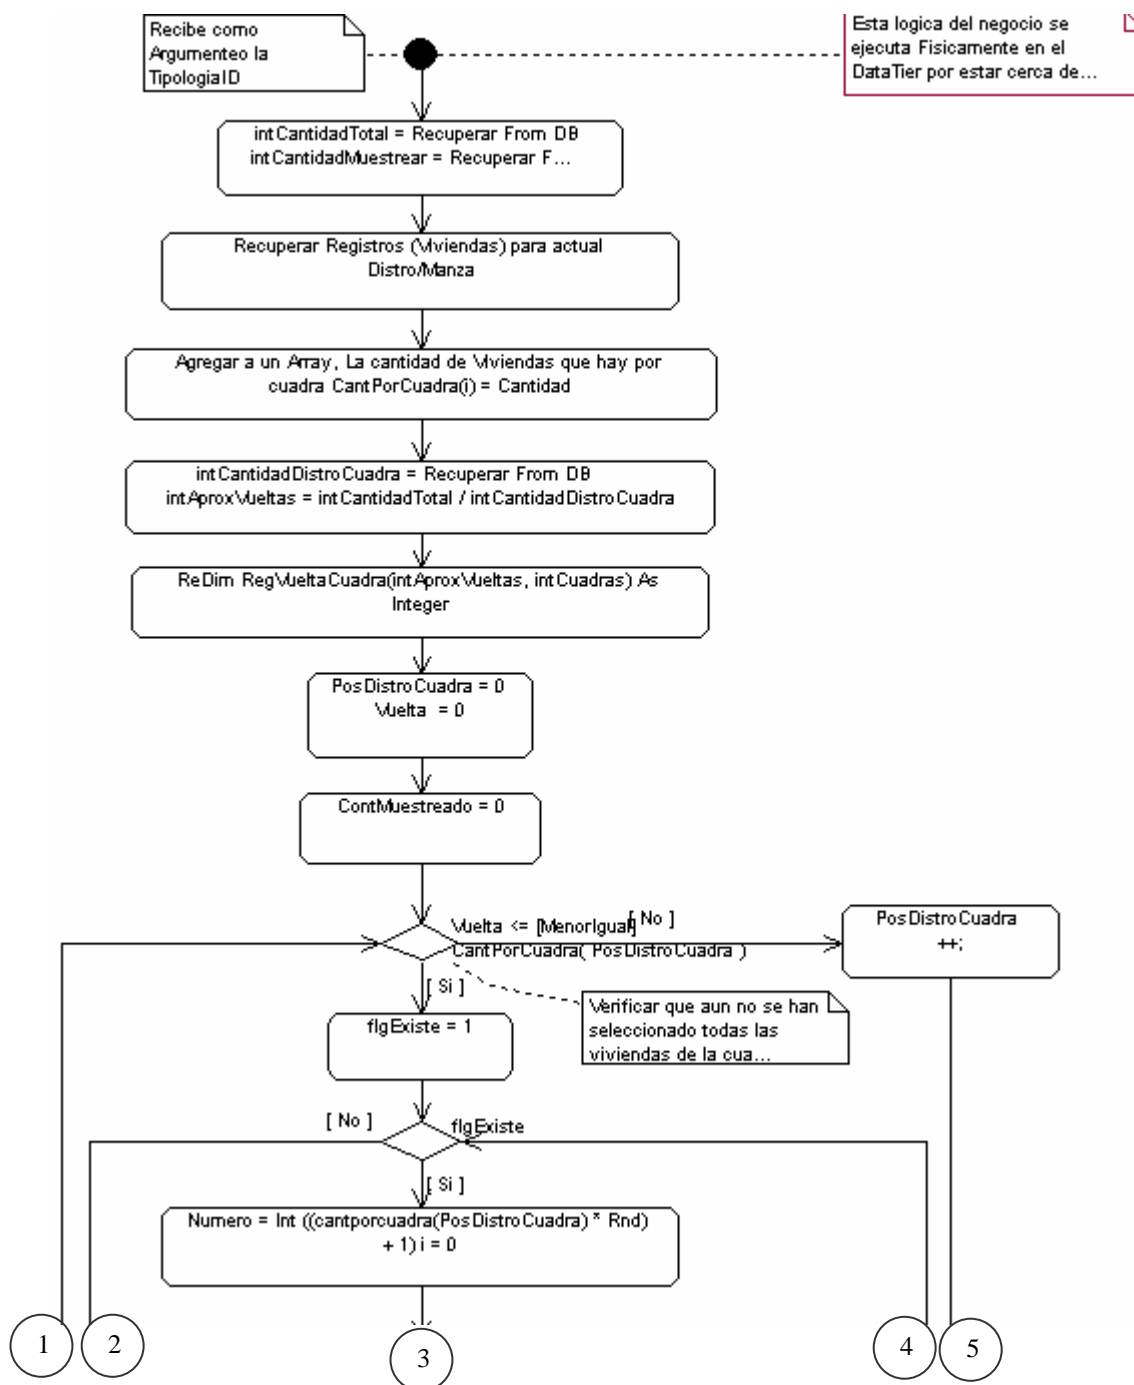 Recibe como
Argumenteo la
TipologiaID
Esta logica del negocio se
ejecuta Fisicamente en el
DataTier por estar cerca de...
intCantidadTotal = Recuperar From DB
intCantidadMuestrear = Recuperar F...
Recuperar Registros (Viviendas) para actual
Distro/Manza
Agregar a un Array, La cantidad de Viviendas que hay por
cuadra CantPorCuadra(i) = Cantidad
intCantidadDistroCuadra = Recuperar From DB
intAproxVueltas = intCantidadTotal / intCantidadDistroCuadra
ReDim RegVueltaCuadra(intAproxVueltas, intCuadras) As
Integer
PosDistroCuadra = 0
Vuelta = 0
ContMuestreado = 0
Vuelta <= [MenorIgual]
CantPorCuadra( PosDistroCuadra )
[ No ]
PosDistroCuadra
++;
[ Si ]
Verificar que aun no se han
seleccionado todas las
viviendas de la cua...
flgExiste = 1
[ No ]
flgExiste
[ Si ]
Numero = Int ((cantporcuadra(PosDistroCuadra) * Rnd)
+ 1) i = 0
1
2
3
4
5